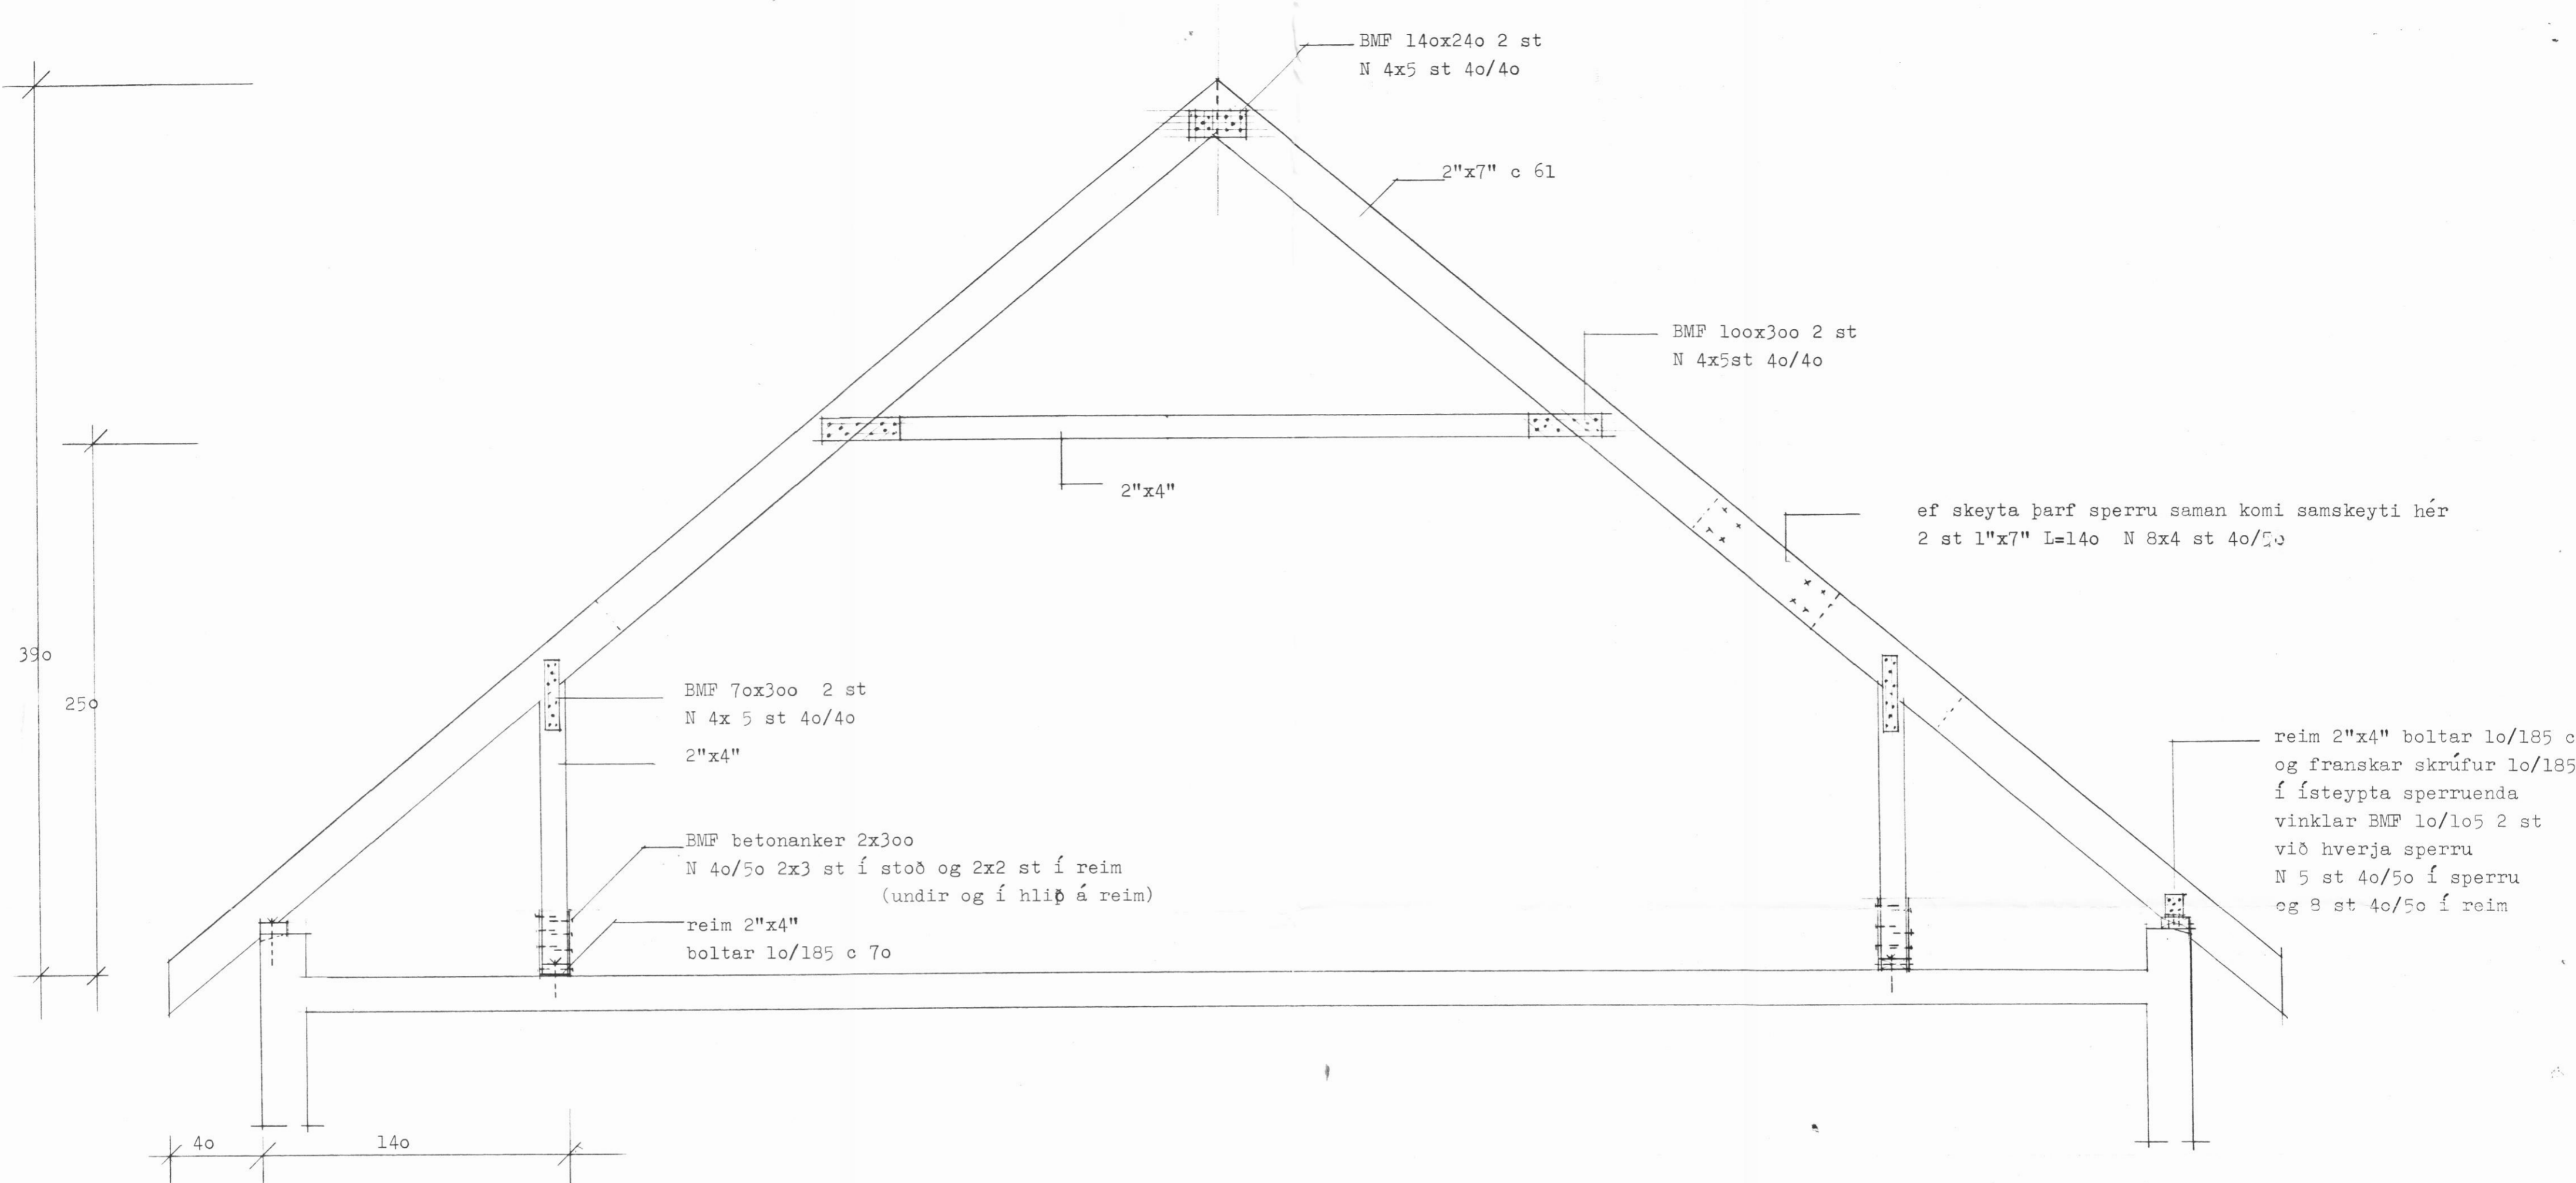 BMF 14ox24o 2 st
N 4x5 st 4o/4o
2"x7" c 61
BMF 1oox3oo 2 st
N 4x5st 4o/4o
2"x4"
ef skeyta þarf sperru saman komi samskeyti hér
2 st 1"x7" L=14o N 8x4 st 4o/5o
39o
25o
BMF 7ox3oo 2 st
N 4x 5 st 4o/4o
2"x4"
reim 2"x4" boltar 1o/185 c
og franskar skrúfur 1o/185
í ísteypta sperruenda
vinklar BMF 1o/1o5 2 st
við hverja sperru
N 5 st 4o/5o í sperru
og 8 st 4o/5o í reim
BMF betonanker 2x3oo
N 4o/5o 2x3 st í stoð og 2x2 st í reim
(undir og í hlið á reim)
reim 2"x4"
boltar 1o/185 c 7o
4o
14o